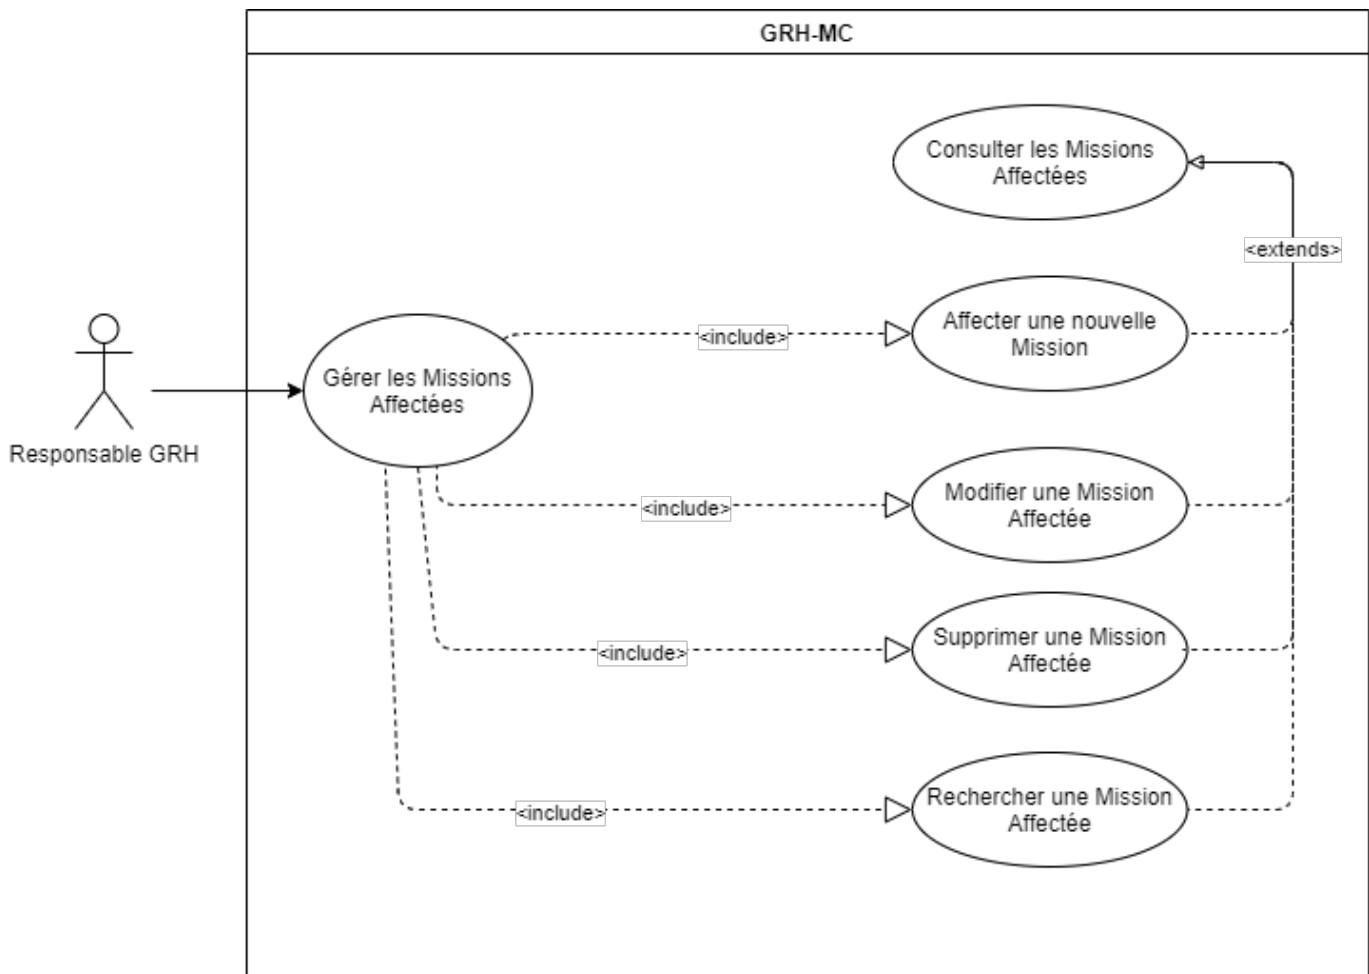 GRH-MC
Consulter les Missions
Affectées
<extends>
Affecter une nouvelle
Mission
<include>
Gérer les Missions
Affectées
Responsable GRH
Modifier une Mission
Affectée
<include>
Supprimer une Mission
Affectée
<include>
Rechercher une Mission
Affectée
<include>